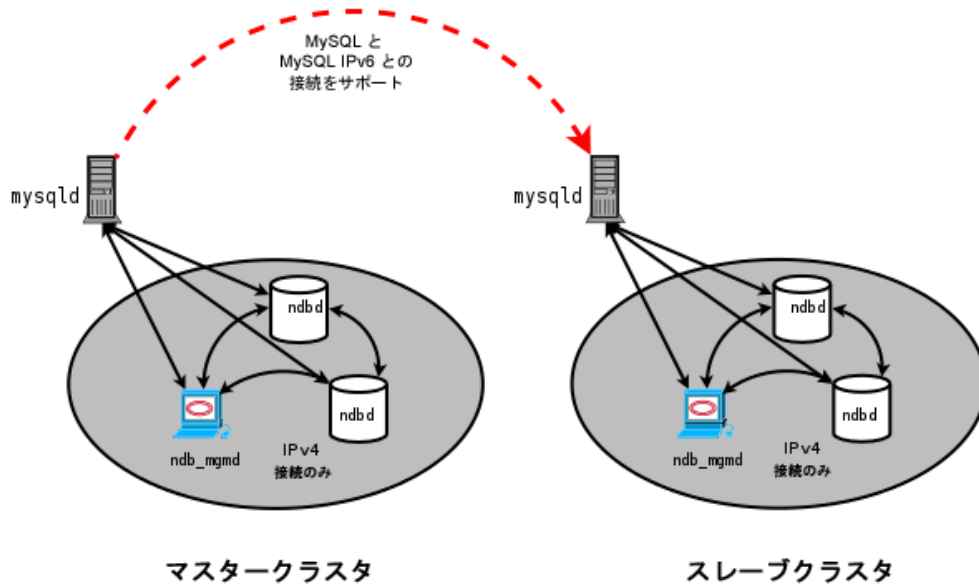 MySQL と
MySQL IPv6 との
接続をサポート
mysqld
mysqld
ndbd
ndbd
ndbd
ndbd
ndb_mgmd
IPv4
接続のみ
ndb_mgmd
IPv4
接続のみ
マスタークラスタ
スレーブクラスタ